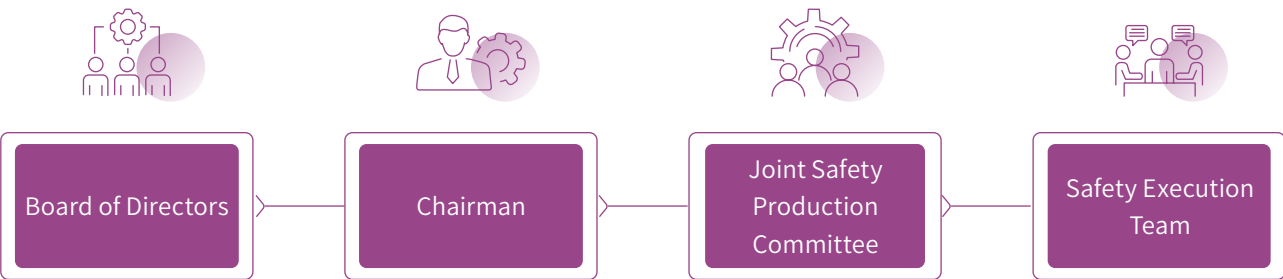 Board of Directors
Chairman
Joint Safety
Production
Committee
Safety Execution
Team